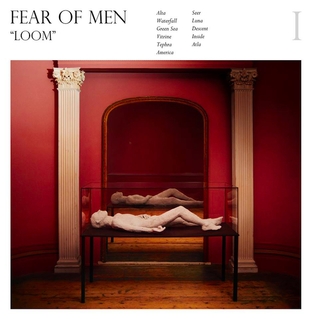 FEAR OF MEN
“LOOM”
Alta
Waterfall
Green Sea
Vitrine
Tephra
America
Seer
Luna
Descent
Inside
Atla
I